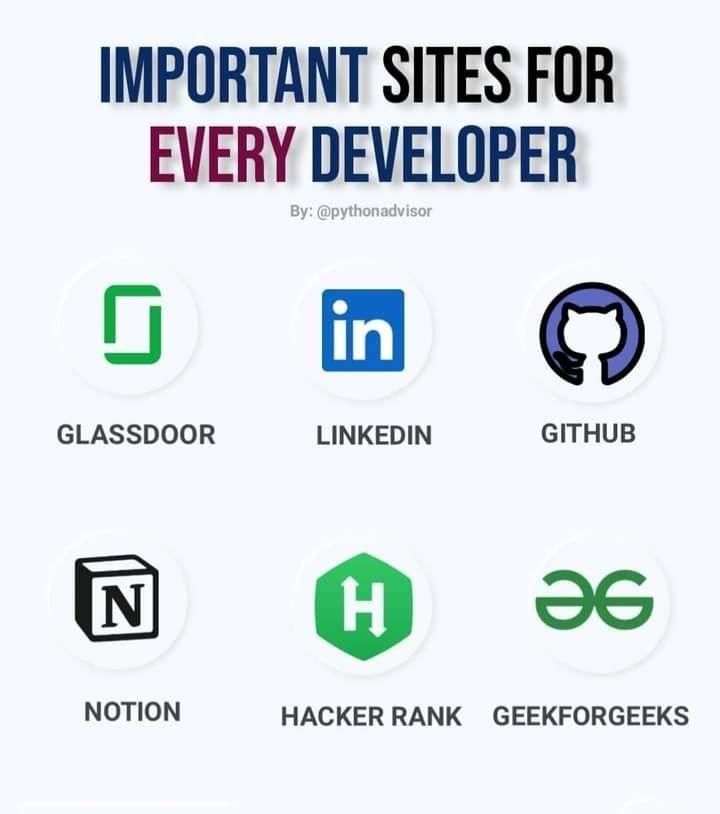 IMPORTANT SITES FOR
EVERY DEVELOPER
By: @pythonadvisor
in
GLASSDOOR LINKEDIN GITHUB
N H
NOTION HACKER RANK GEEKFORGEEKS